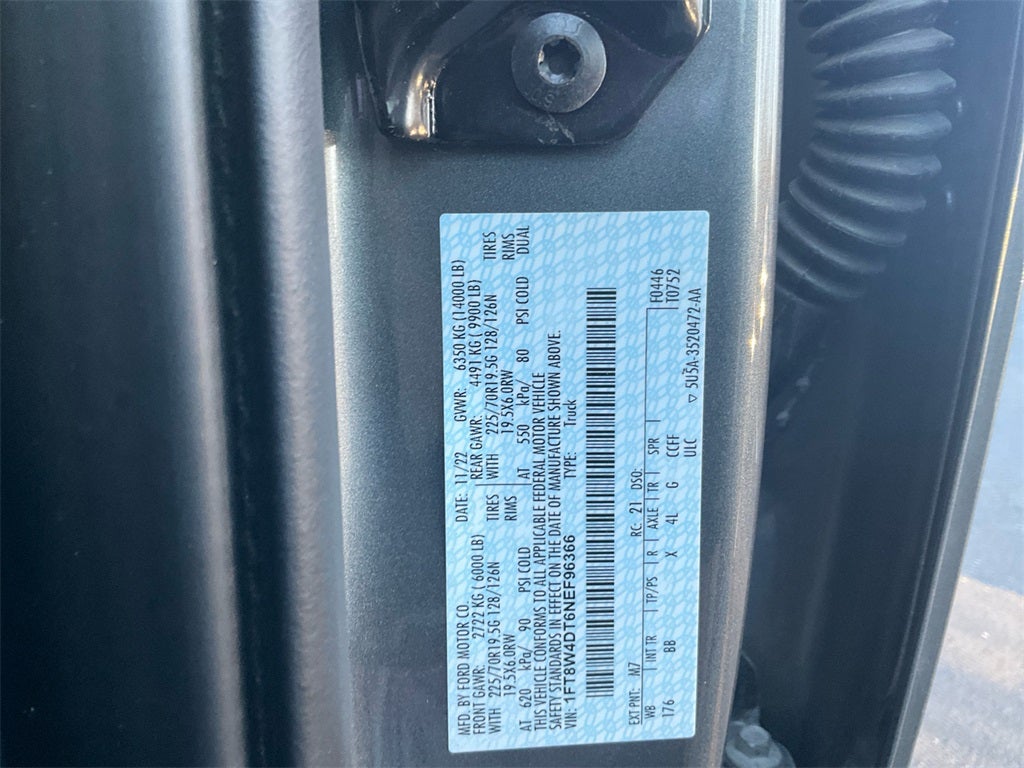 MFD. BY FORD MOTOR CO. DATE: 11/22 GVWR: 6350 KG (14000 LB)
FRONT GAWR: 2722 KG ( 6000 LB) REAR GAWR: 4491 KG ( 9900 LB)
WITH 225/70R19.5G 128/126N TIRES WITH 225/70R19.5G 128/126N TIRES
19.5X6.0RW RIMS 19.5X6.0RW RIMS
AT 620 kPa/ 90 PSI COLD AT 550 kPa/ 80 PSI COLD DUAL
THIS VEHICLE CONFORMS TO ALL APPLICABLE FEDERAL MOTOR VEHICLE
SAFETY STANDARDS IN EFFECT ON THE DATE OF MANUFACTURE SHOWN ABOVE.
VIN: 1FT8W4DT6NEF96366 TYPE: Truck
F0446
T0752
EXT PNT: M7 RC: 21 DSO:
WB INT TR TP/PS R AXLE TR SPR
176 BB X 4L G CCFF
ULC
▽ 5U5A-3520472-AA